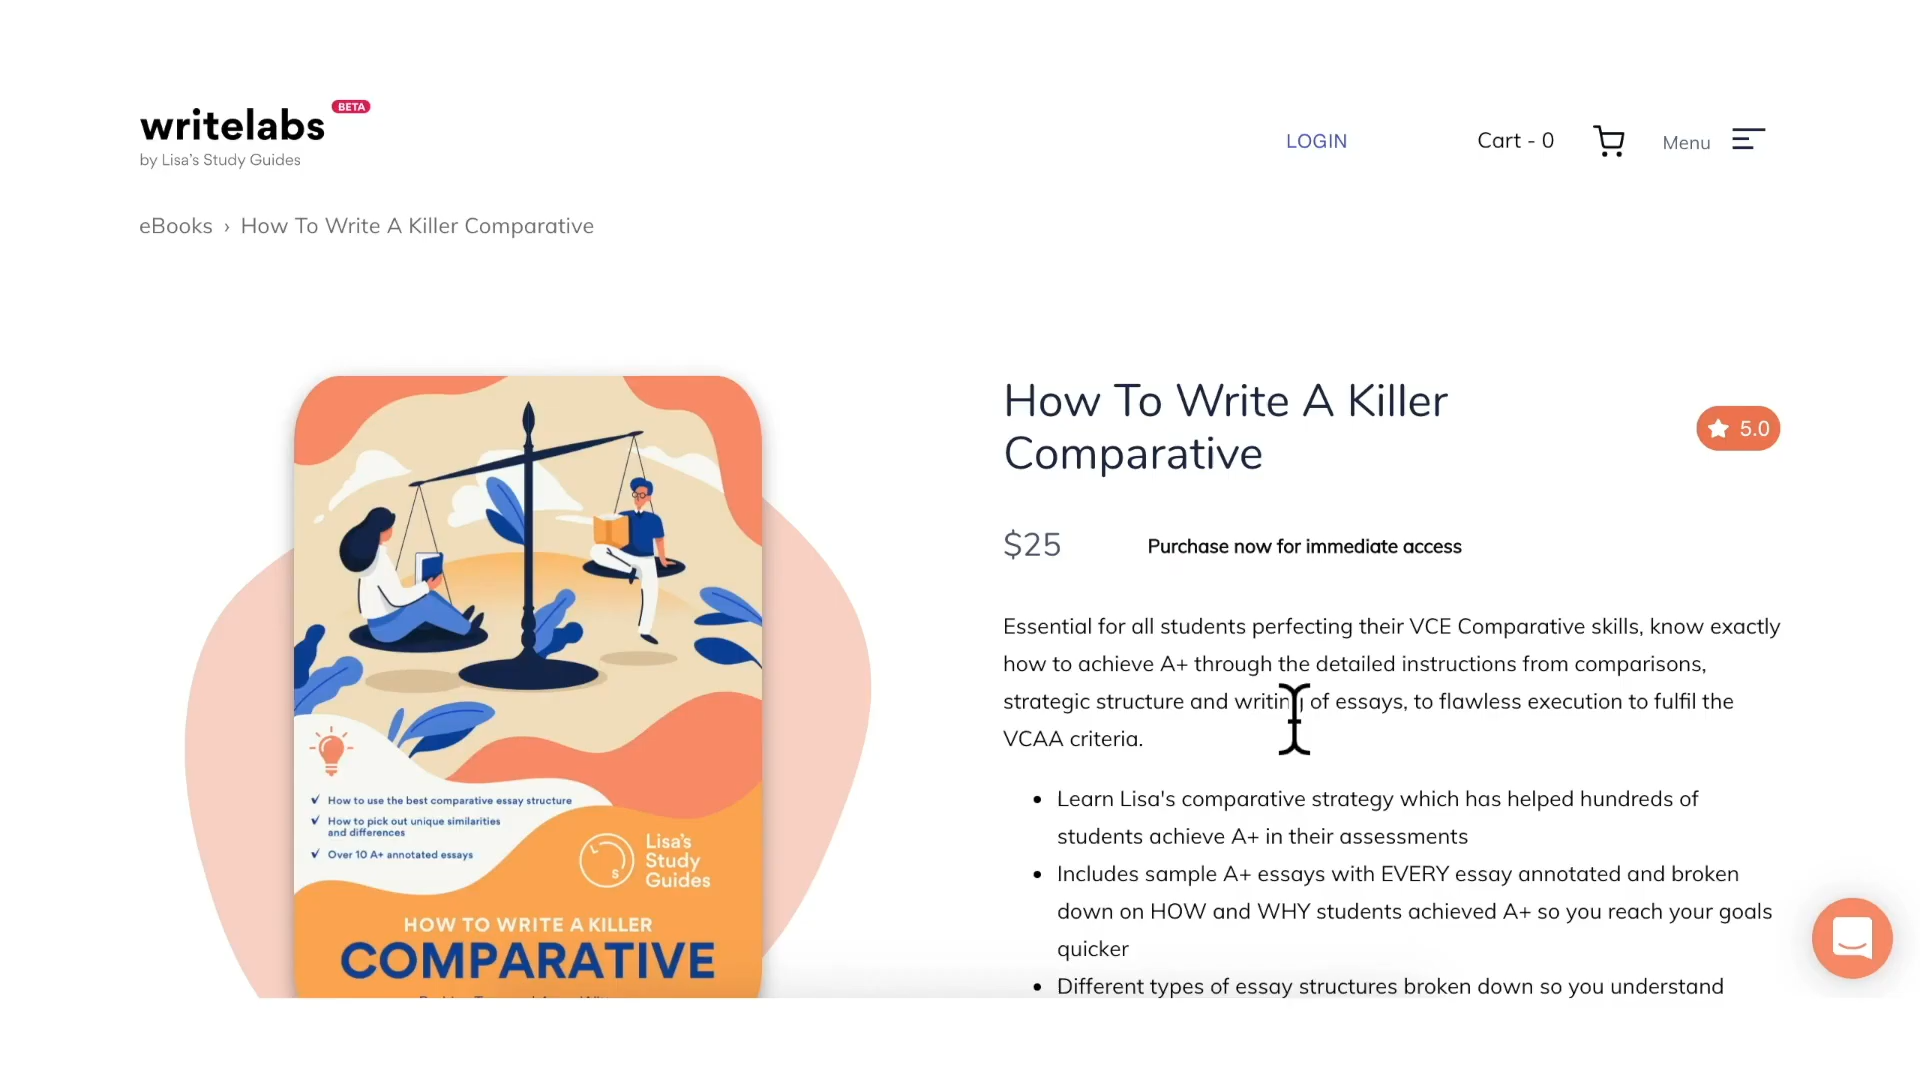 writelabs BETA
by Lisa's Study Guides
LOGIN
Cart - 0
Menu
eBooks › How To Write A Killer Comparative
How to use the best comparative essay structure
How to pick out unique similarities
and differences
Over 10 A+ annotated essays
L
S
Lisa's
Study
Guides
HOW TO WRITE A KILLER
COMPARATIVE
How To Write A Killer
Comparative
5.0
$25
Purchase now for immediate access
Essential for all students perfecting their VCE Comparative skills, know exactly
how to achieve A+ through the detailed instructions from comparisons,
strategic structure and writing of essays, to flawless execution to fulfil the
VCAA criteria.
• Learn Lisa's comparative strategy which has helped hundreds of
students achieve A+ in their assessments
• Includes sample A+ essays with EVERY essay annotated and broken
down on HOW and WHY students achieved A+ so you reach your goals
quicker
• Different types of essay structures broken down so you understand